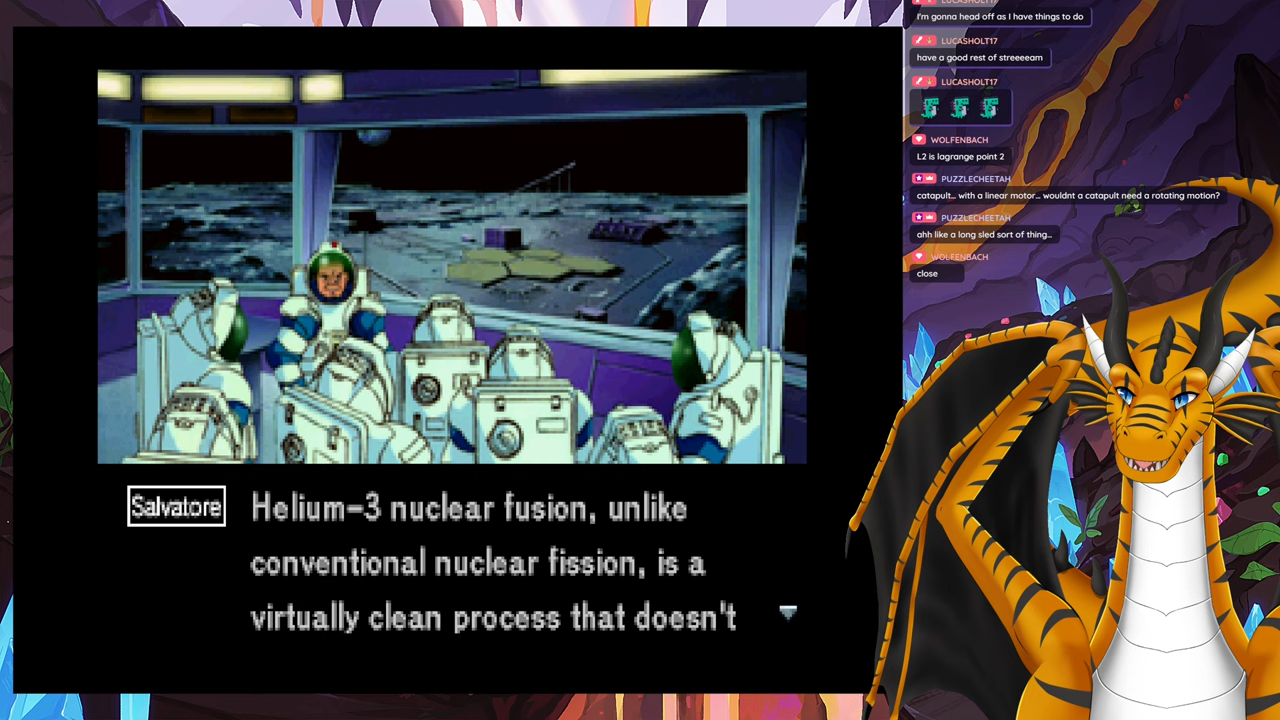 LUCASHOLT17
I'm gonna head off as I have things to do
LUCASHOLT17
have a good rest of streeeeam
LUCASHOLT17
WOLFENBACH
L2 is lagrange point 2
PUZZLECHEETAH
catapult... with a linear motor... wouldnt a catapult need a rotating motion?
PUZZLECHEETAH
ahh like a long sled sort of thing...
WOLFENBACH
close
Salvatore
Helium-3 nuclear fusion, unlike
conventional nuclear fission, is a
virtually clean process that doesn't